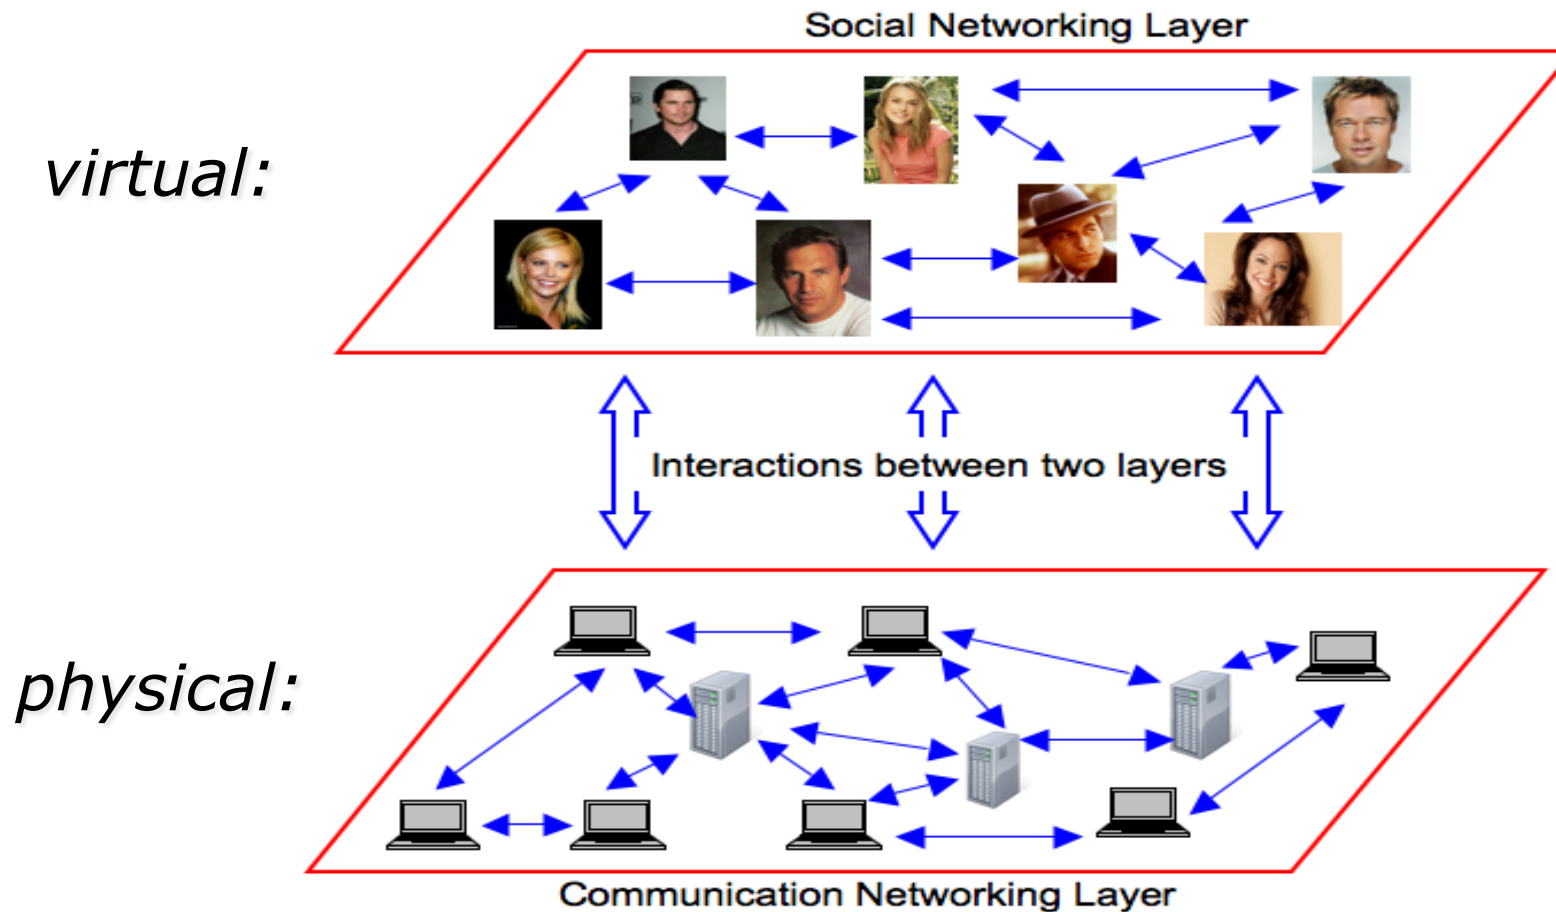 Social Networking Layer
virtual:
Interactions between two layers
physical:
Communication Networking Layer